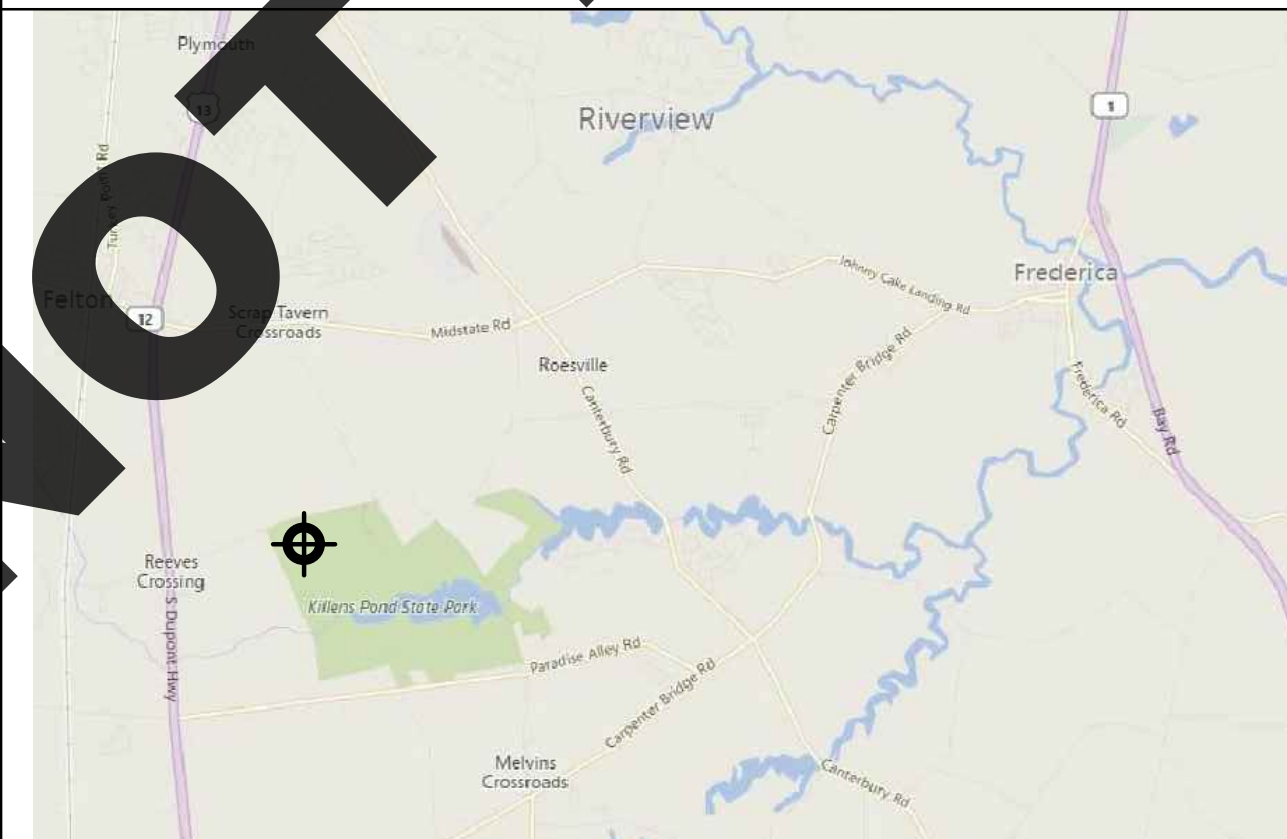 Plymouth
13
Riverview
1
Turkey Point Rd
Felton
12
Scrap Tavern
Crossroads
Midstate Rd
Johnny Cake Landing Rd
Frederica
Roesville
Canterbury Rd
Carpenter Bridge Rd
Frederica Rd
Bay Rd
Reeves
Crossing
S Dupont Hwy
Killens Pond State Park
Paradise Alley Rd
Carpenter Bridge Rd
Melvins
Crossroads
Canterbury Rd
OT